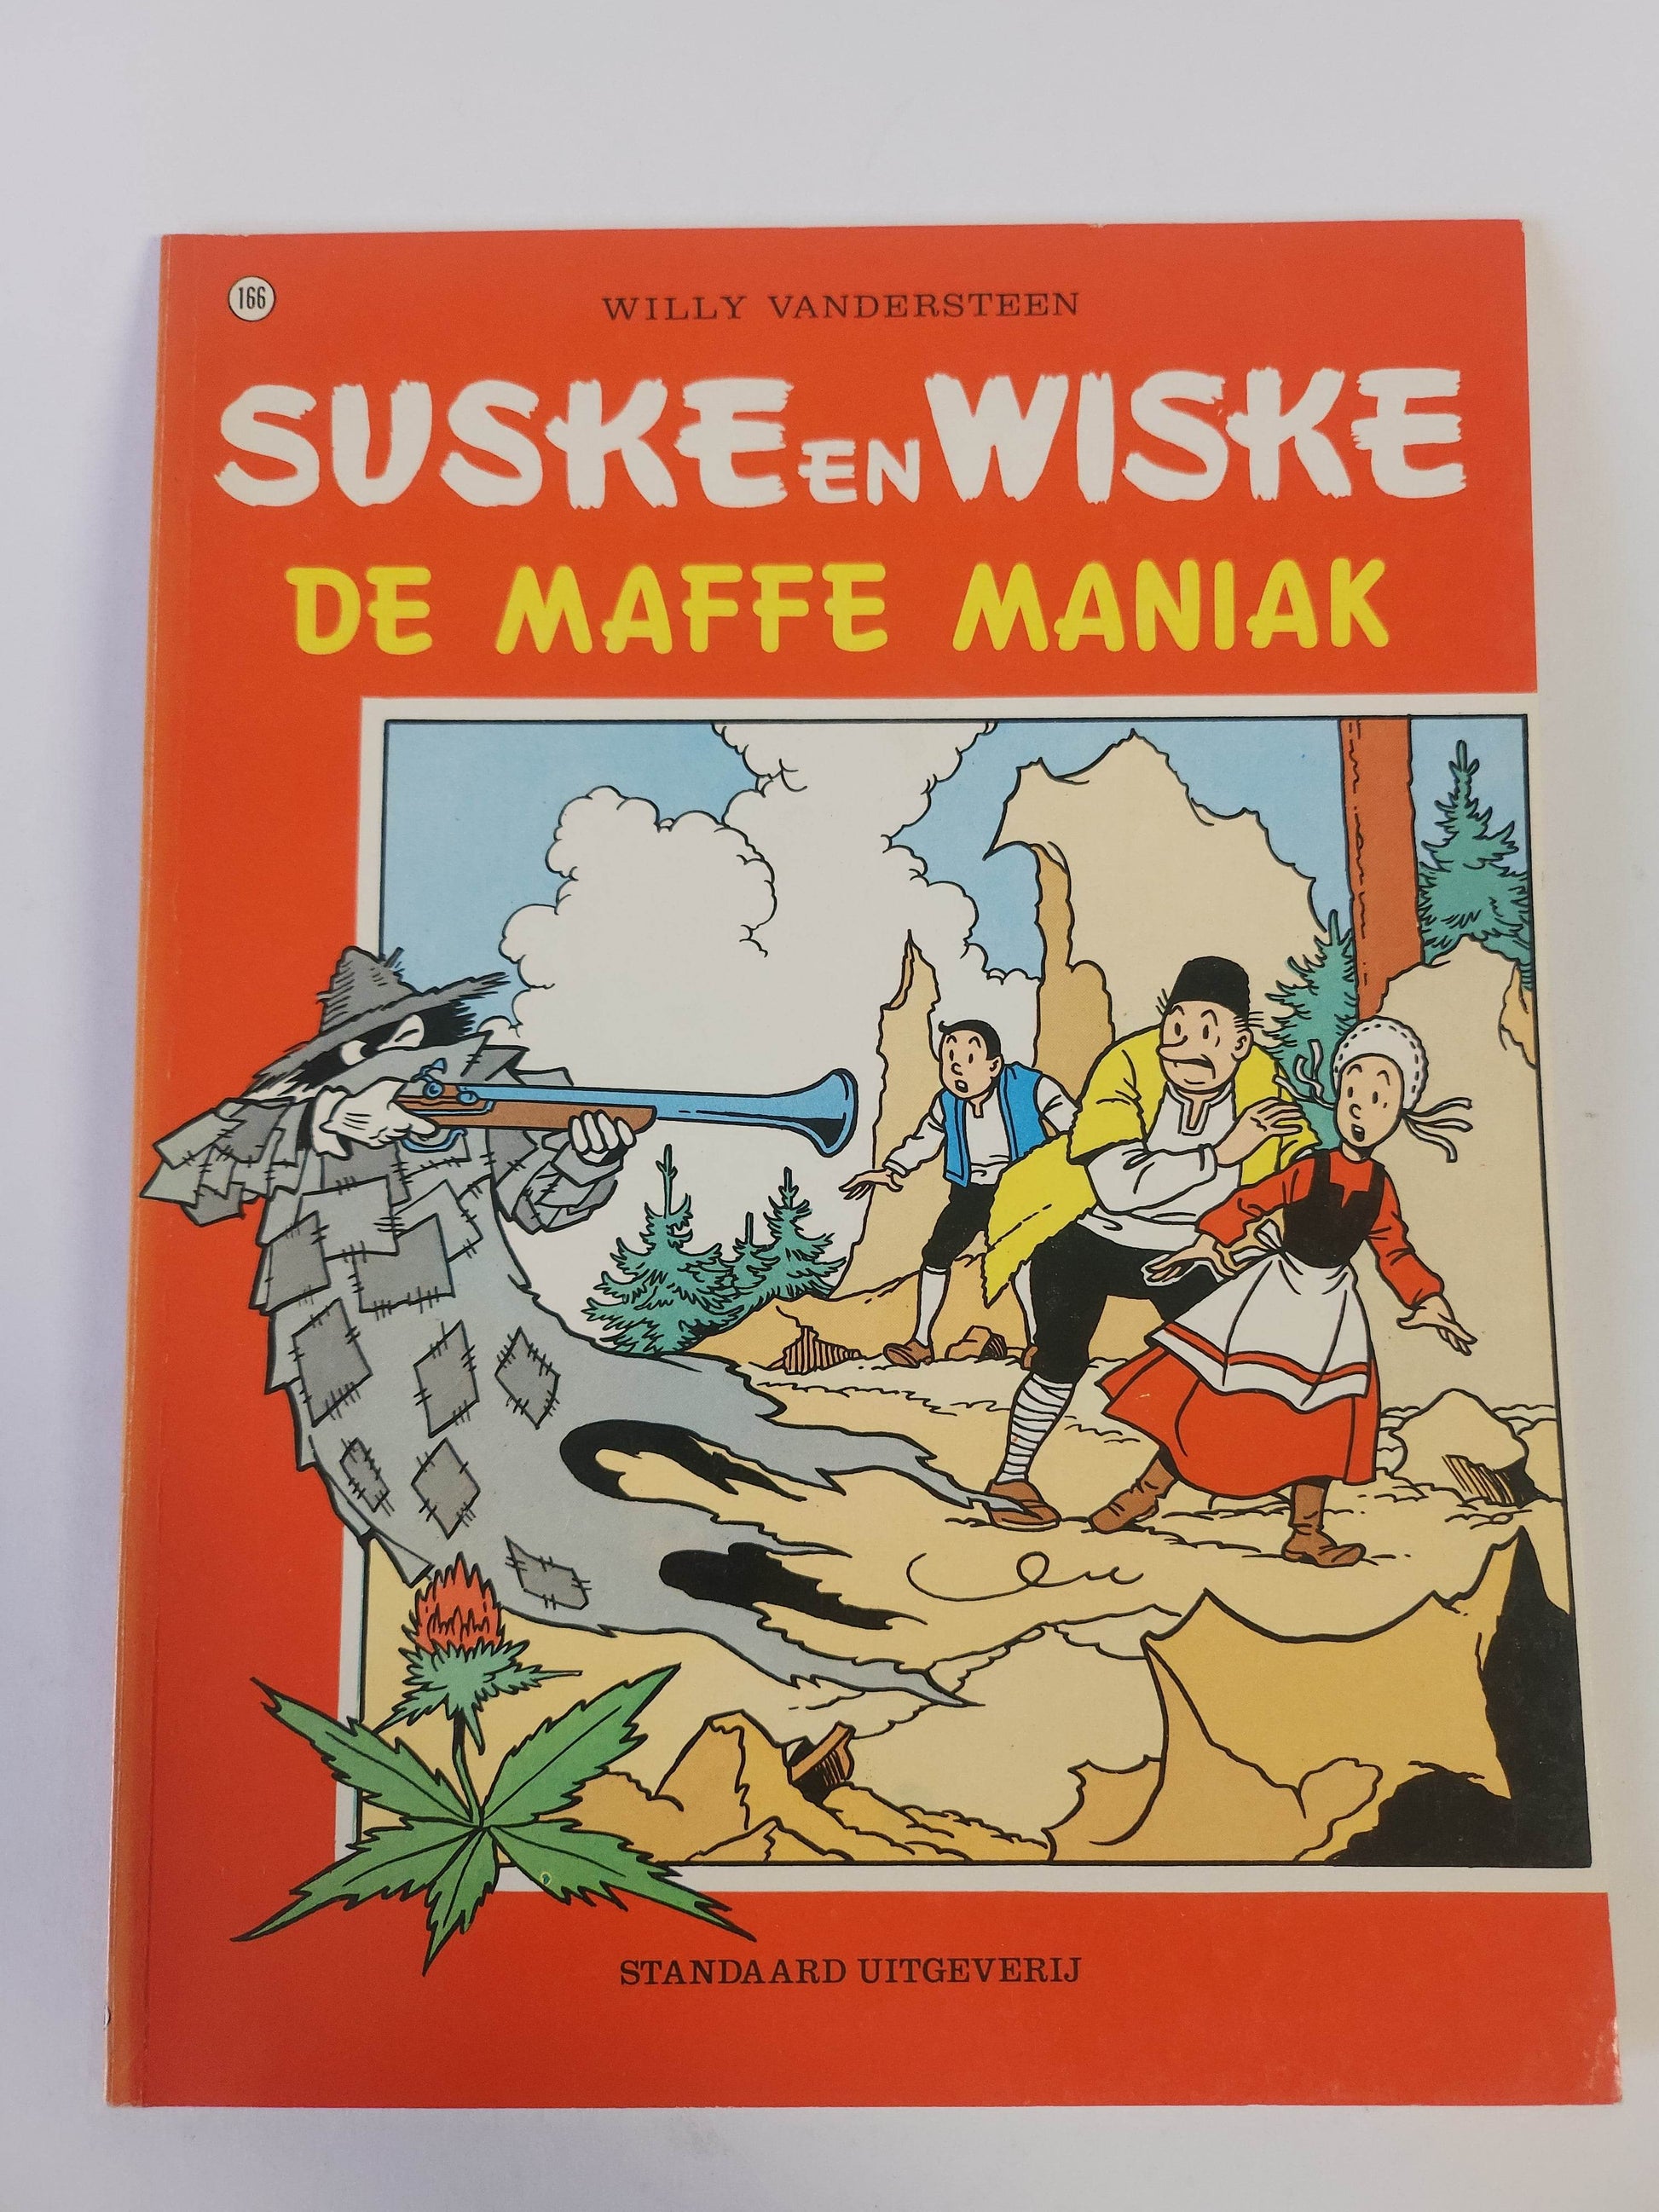 166
WILLY VANDERSTEEN
SUSKE EN WISKE
DE MAFFE MANIAK
STANDAARD UITGEVERIJ